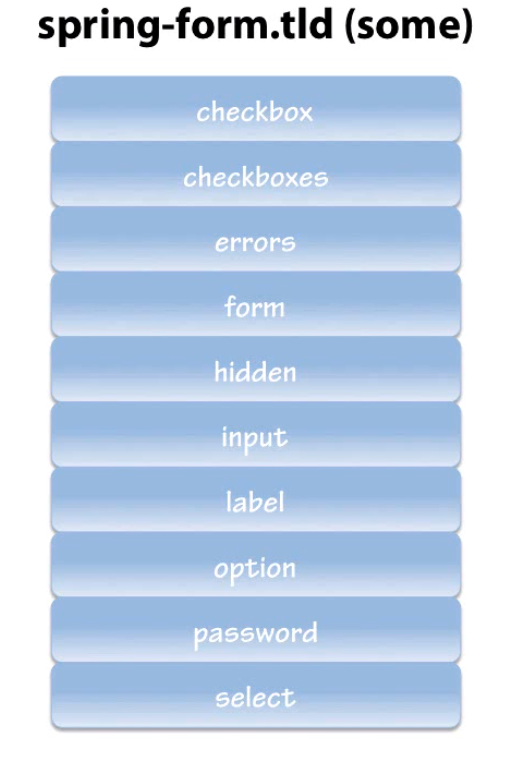 spring-form.tld (some)
checkbox
checkboxes
errors
form
hidden
input
label
option
password
select